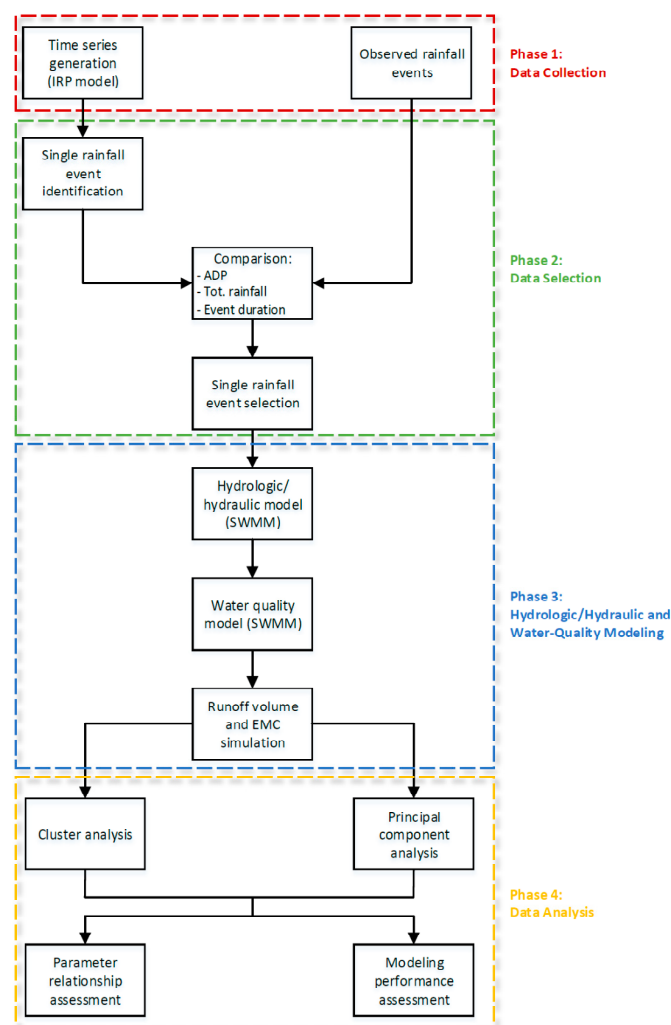 Time series
generation
(IRP model)
Observed rainfall
events
Phase 1:
Data Collection
Single rainfall
event
identification
Comparison:
- ADP
- Tot. rainfall
- Event duration
Phase 2:
Data Selection
Single rainfall
event selection
Hydrologic/
hydraulic model
(SWMM)
Water quality
model (SWMM)
Phase 3:
Hydrologic/Hydraulic and
Water-Quality Modeling
Runoff volume
and EMC
simulation
Cluster analysis
Principal
component
analysis
Phase 4:
Data Analysis
Parameter
relationship
assessment
Modeling
performance
assessment